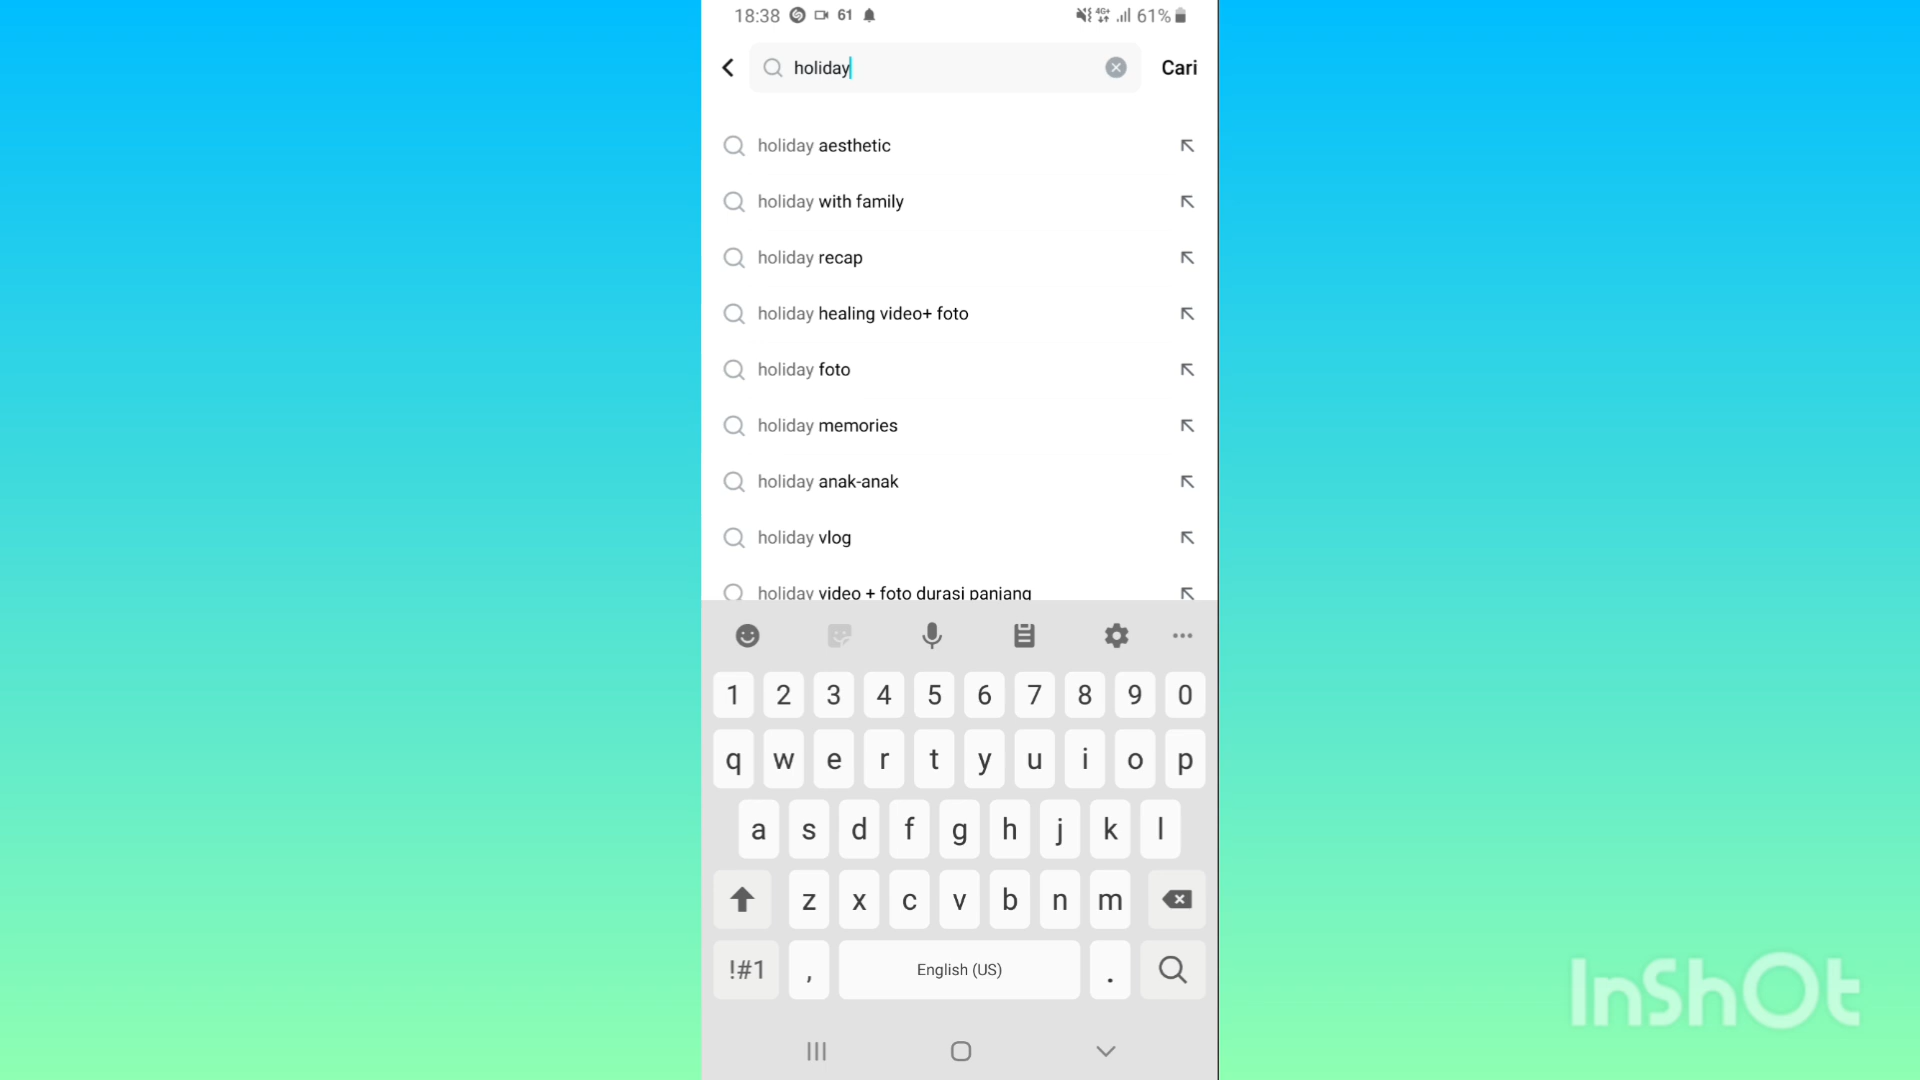 18:38 61 4G+ 61%
holiday Cari
holiday aesthetic
holiday with family
holiday recap
holiday healing video+ foto
holiday foto
holiday memories
holiday anak-anak
holiday vlog
holiday video + foto durasi panjang
1 2 3 4 5 6 7 8 9 0
q w e r t y u i o p
a s d f g h j k l
z x c v b n m
!#1 , English (US) .
InShOt